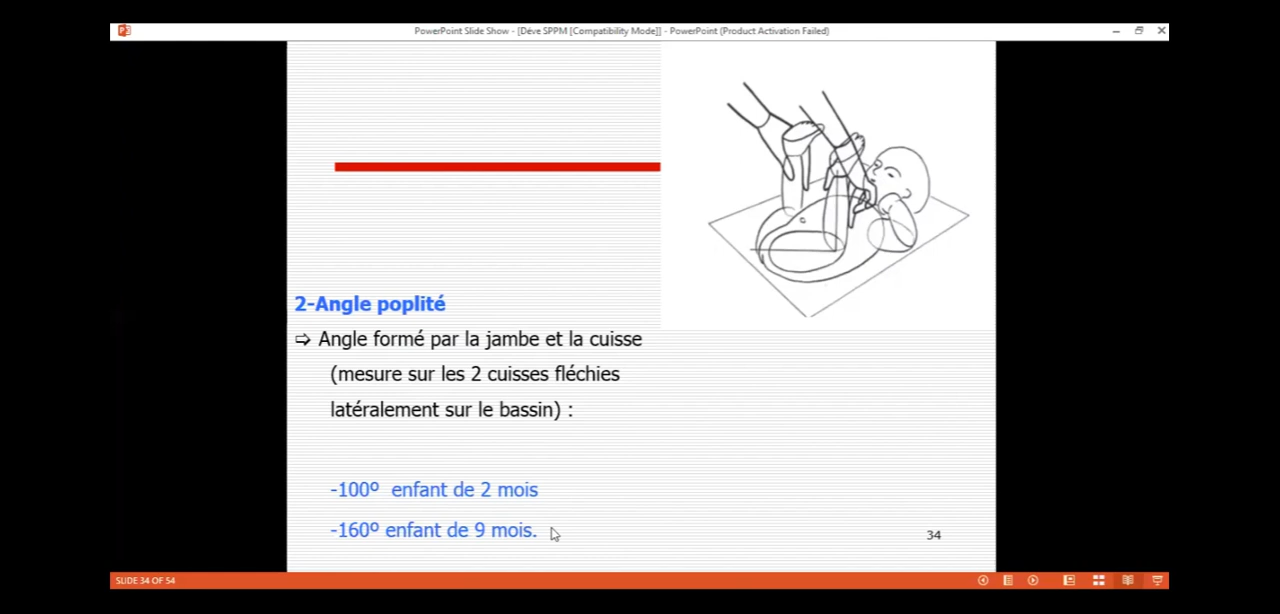 PowerPoint Slide Show - [Déve SPPM [Compatibility Mode]] - PowerPoint (Product Activation Failed)
2-Angle poplité
⇨ Angle formé par la jambe et la cuisse
(mesure sur les 2 cuisses fléchies
latéralement sur le bassin) :
-100º enfant de 2 mois
-160º enfant de 9 mois.
34
SLIDE 34 OF 54